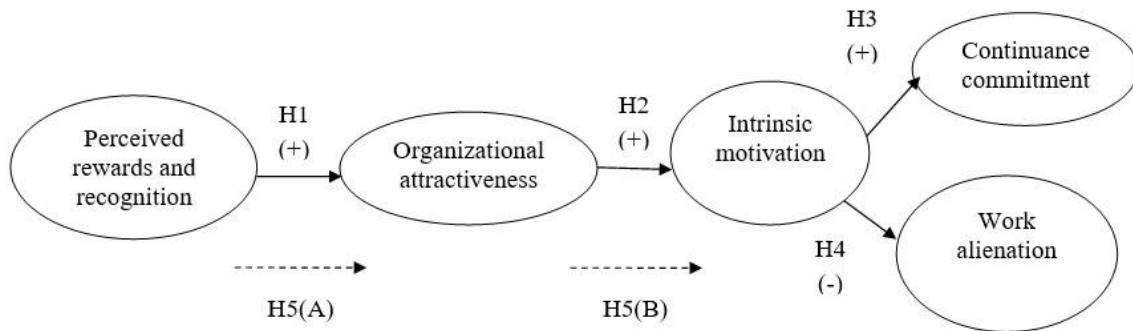 Perceived
rewards and
recognition
H1
(+)
Organizational
attractiveness
H2
(+)
Intrinsic
motivation
H3
(+)
Continuance
commitment
H4
(-)
Work
alienation
H5(A)
H5(B)